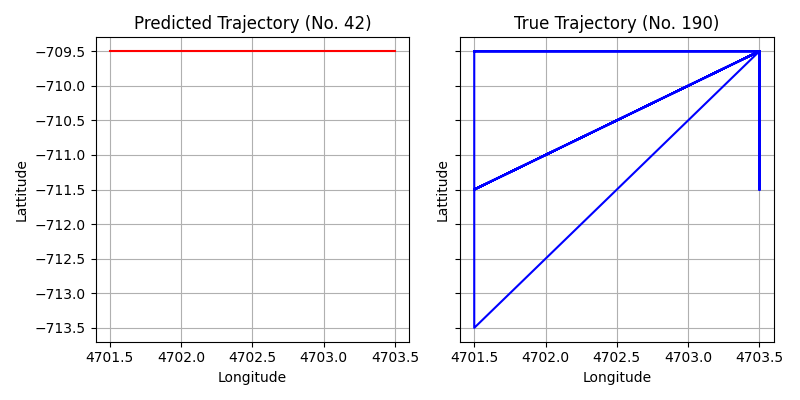 Predicted Trajectory (No. 42)
True Trajectory (No. 190)
Lattitude
−709.5
−710.0
−710.5
−711.0
−711.5
−712.0
−712.5
−713.0
−713.5
4701.5 4702.0 4702.5 4703.0 4703.5
Longitude
Lattitude
4701.5 4702.0 4702.5 4703.0 4703.5
Longitude